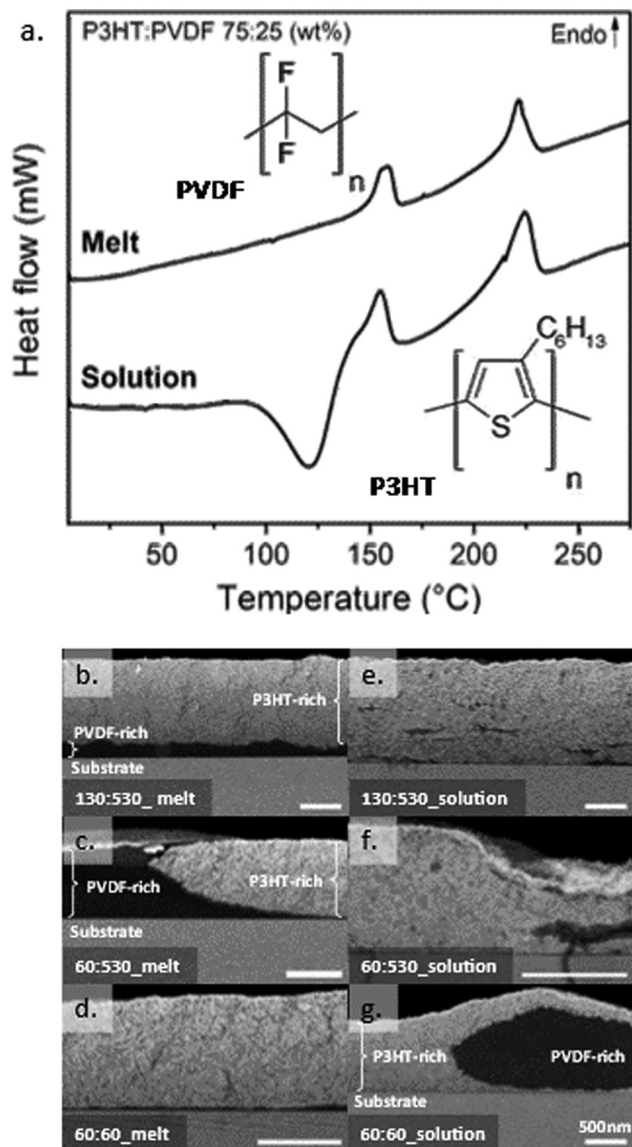 a.
P3HT:PVDF 75:25 (wt%)
Endo↑
F
F
n
PVDF
Melt
Solution
C₆H₁₃
S
n
P3HT
Heat flow (mW)
50 100 150 200 250
Temperature (°C)
b.
P3HT-rich
PVDF-rich
Substrate
130:530_ melt
e.
130:530_solution
c.
PVDF-rich
P3HT-rich
Substrate
60:530_melt
f.
60:530_solution
d.
60:60_melt
g.
P3HT-rich
PVDF-rich
Substrate
60:60_solution
500nm